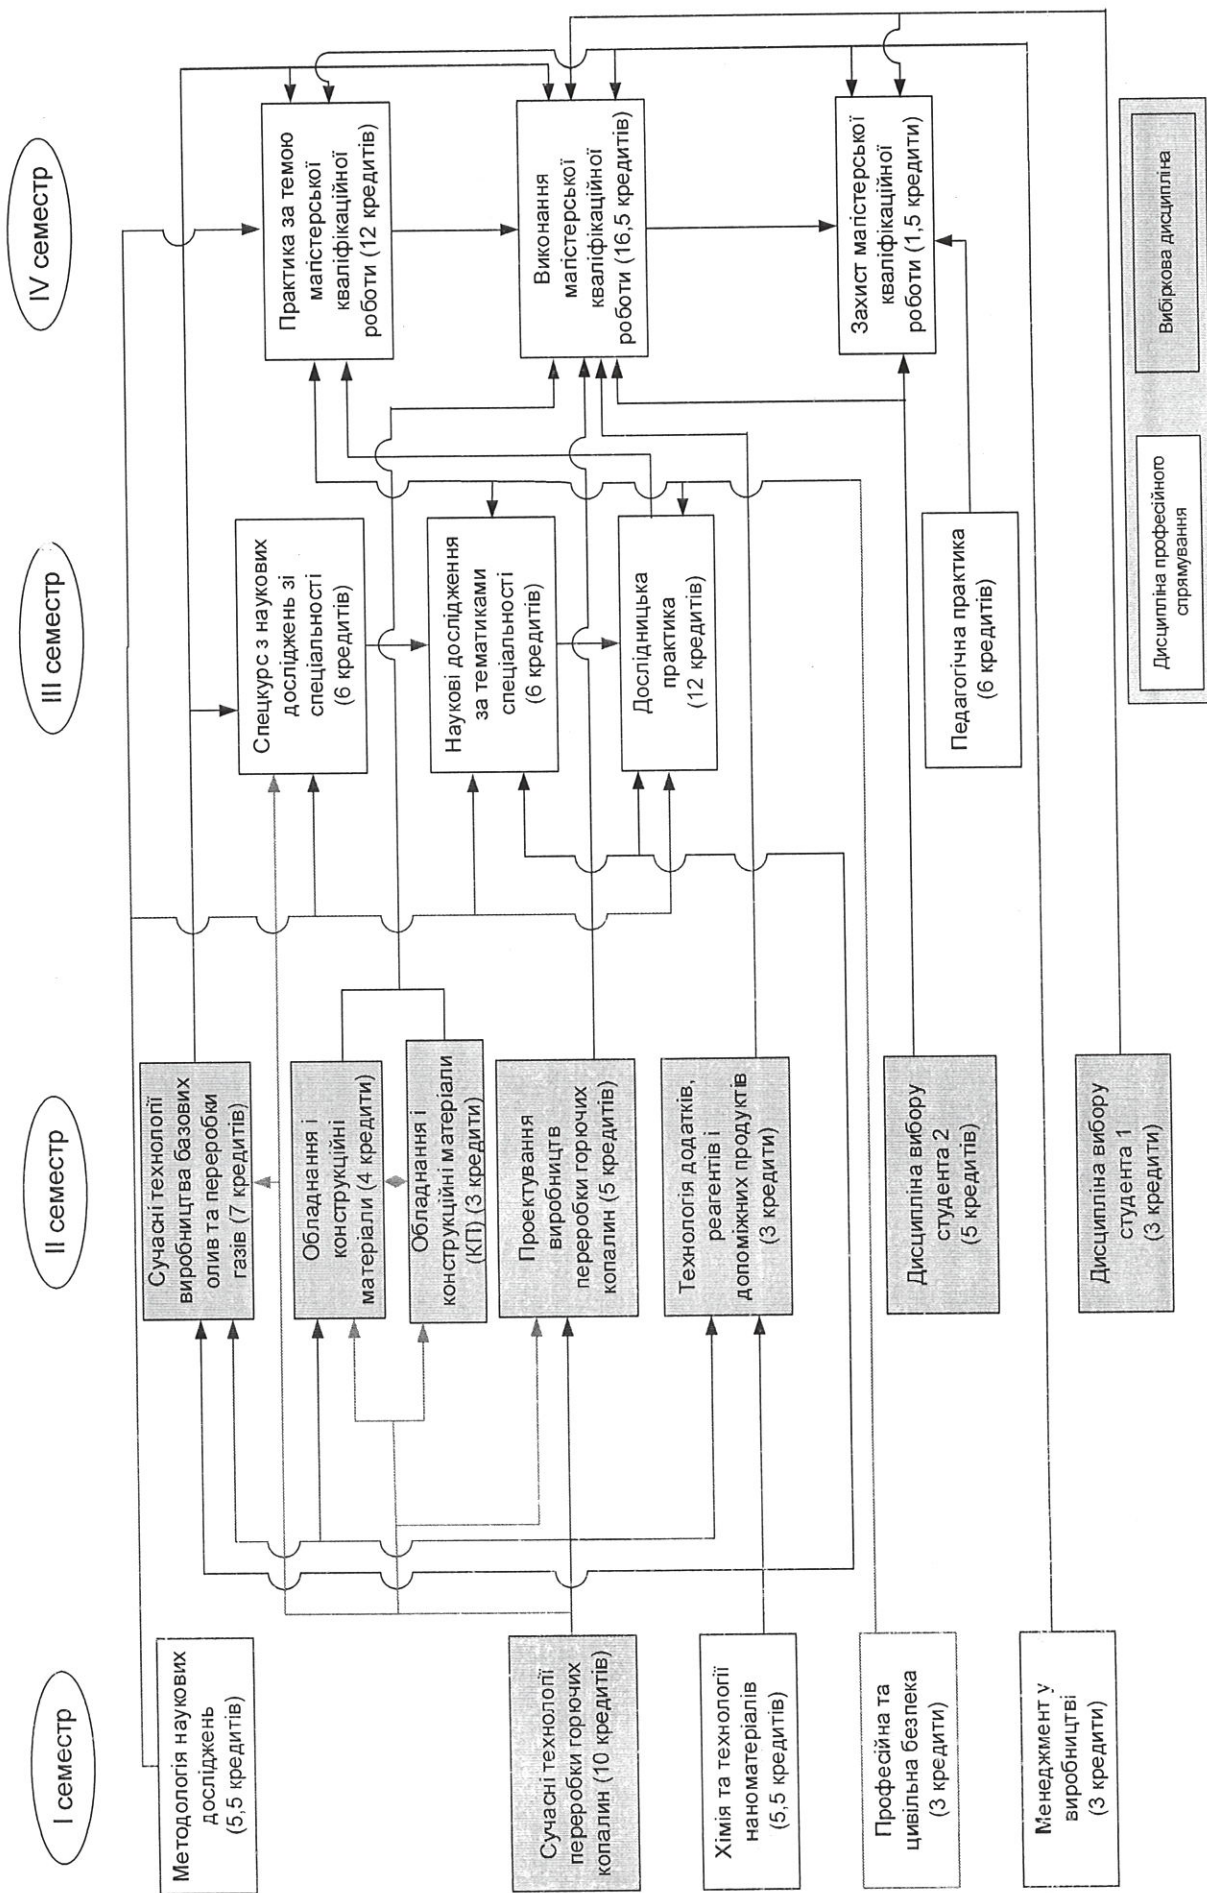 I семестр
II семестр
III семестр
IV семестр
Методологія наукових
досліджень
(5,5 кредитів)
Сучасні технології
переробки горючих
копалин (10 кредитів)
Хімія та технології
наноматеріалів
(5,5 кредитів)
Професійна та
цивільна безпека
(3 кредити)
Менеджмент у
виробництві
(3 кредити)
Сучасні технології
виробництва базових
олив та переробки
газів (7 кредитів)
Обладнання і
конструкційні
матеріали (4 кредити)
Обладнання і
конструкційні матеріали
(КП) (3 кредити)
Проектування
виробництв
переробки горючих
копалин (5 кредитів)
Технологія додатків,
реагентів і
допоміжних продуктів
(3 кредити)
Дисципліна вибору
студента 2
(5 кредитів)
Дисципліна вибору
студента 1
(3 кредити)
Спецкурс з наукових
досліджень зі
спеціальності
(6 кредитів)
Наукові дослідження
за тематиками
спеціальності
(6 кредитів)
Дослідницька
практика
(12 кредитів)
Педагогічна практика
(6 кредитів)
Практика за темою
магістерської
кваліфікаційної
роботи (12 кредитів)
Виконання
магістерської
кваліфікаційної
роботи (16,5 кредитів)
Захист магістерської
кваліфікаційної
роботи (1,5 кредити)
Дисципліна професійного
спрямування
Вибіркова дисципліна